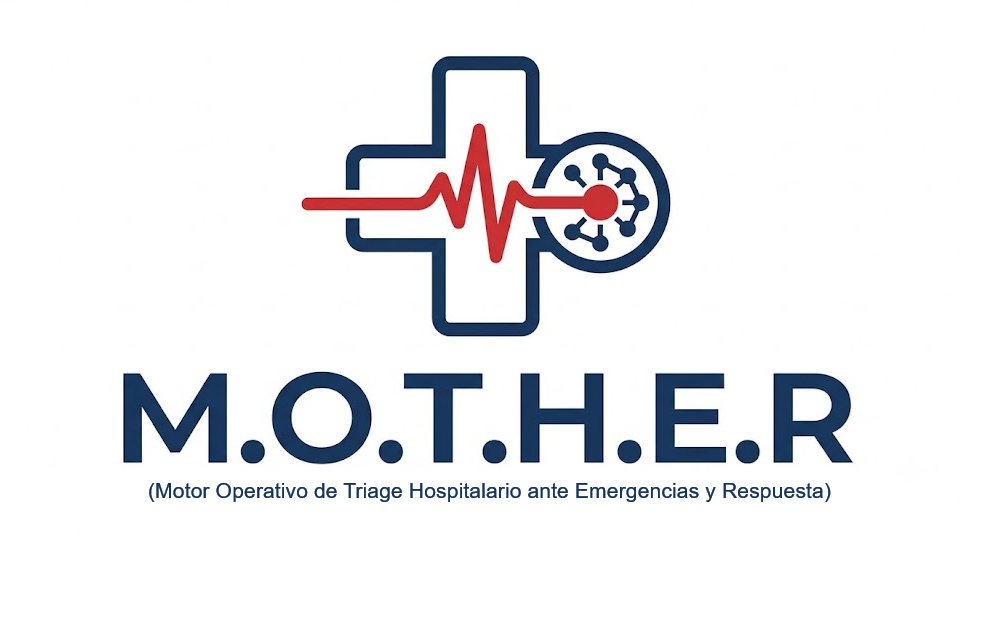 M.O.T.H.E.R
(Motor Operativo de Triage Hospitalario ante Emergencias y Respuesta)